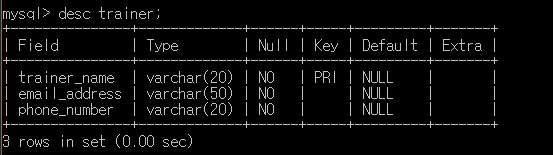 mysql> desc trainer;
+---------------+-------------+------+-----+---------+-------+
| Field         | Type        | Null | Key | Default | Extra |
+---------------+-------------+------+-----+---------+-------+
| trainer_name  | varchar(20) | NO   | PRI | NULL    |       |
| email_address | varchar(50) | NO   |     | NULL    |       |
| phone_number  | varchar(20) | NO   |     | NULL    |       |
+---------------+-------------+------+-----+---------+-------+
3 rows in set (0.00 sec)